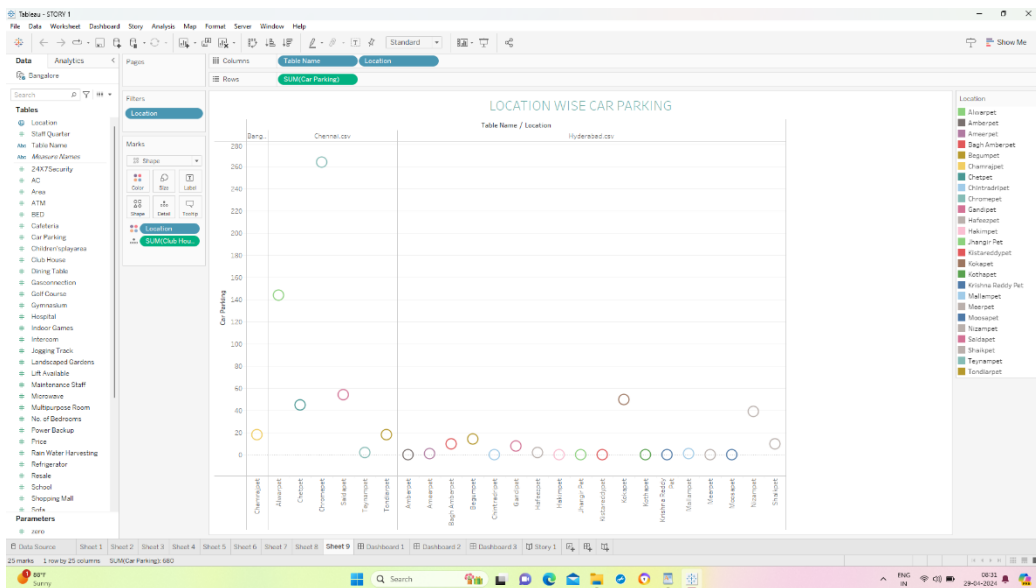 Tableau - STORY 1
File Data Worksheet Dashboard Story Analysis Map Format Server Window Help
Standard
Show Me
Data Analytics
Bangalore
Search
Tables
Location
Staff Quarter
Abc Table Name
Abc Measure Names
24X7Security
AC
Area
ATM
BED
Cafeteria
Car Parking
Children'splayarea
Club House
Dining Table
Gasconnection
Golf Course
Gymnasium
Hospital
Indoor Games
Intercom
Jogging Track
Landscaped Gardens
Lift Available
Maintenance Staff
Microwave
Multipurpose Room
No. of Bedrooms
Power Backup
Price
Rain Water Harvesting
Refrigerator
Resale
School
Shopping Mall
Sofa
Parameters
zero
Pages
Filters
Location
Marks
Shape
Color Size Label
Shape Detail Tooltip
Location
SUM(Club Hou..
Columns Table Name Location
Rows SUM(Car Parking)
LOCATION WISE CAR PARKING
Table Name / Location
Bang.. Chennai.csv Hyderabad.csv
Car Parking
280
260
240
220
200
180
160
140
120
100
80
60
40
20
0
Chamrajpet
Alwarpet
Chetpet
Chromepet
Saidapet
Teynampet
Tondiarpet
Amberpet
Ameerpet
Bagh Amberpet
Begumpet
Chintradripet
Gandipet
Hafeezpet
Hakimpet
Jhangir Pet
Kistareddypet
Kokapet
Kothapet
Krishna Reddy
Pet
Mallampet
Meerpet
Moosapet
Nizampet
Shaikpet
Location
Alwarpet
Amberpet
Ameerpet
Bagh Amberpet
Begumpet
Chamrajpet
Chetpet
Chintradripet
Chromepet
Gandipet
Hafeezpet
Hakimpet
Jhangir Pet
Kistareddypet
Kokapet
Kothapet
Krishna Reddy Pet
Mallampet
Meerpet
Moosapet
Nizampet
Saidapet
Shaikpet
Teynampet
Tondiarpet
Data Source Sheet 1 Sheet 2 Sheet 3 Sheet 4 Sheet 5 Sheet 6 Sheet 7 Sheet 8 Sheet 9 Dashboard 1 Dashboard 2 Dashboard 3 Story 1
25 marks 1 row by 25 columns SUM(Car Parking): 680
88°F
Sunny
Search
ENG
IN
08:31
29-04-2024